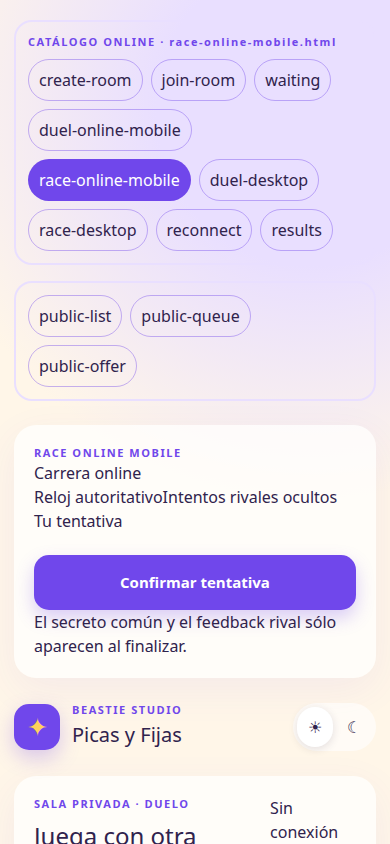 CATÁLOGO ONLINE · race-online-mobile.html
create-room join-room waiting
duel-online-mobile
race-online-mobile duel-desktop
race-desktop reconnect results
public-list public-queue
public-offer
RACE ONLINE MOBILE
Carrera online
Reloj autoritativoIntentos rivales ocultos
Tu tentativa
Confirmar tentativa
El secreto común y el feedback rival sólo
aparecen al finalizar.
BEASTIE STUDIO
Picas y Fijas
SALA PRIVADA · DUELO
Juega con otra
Sin
conexión